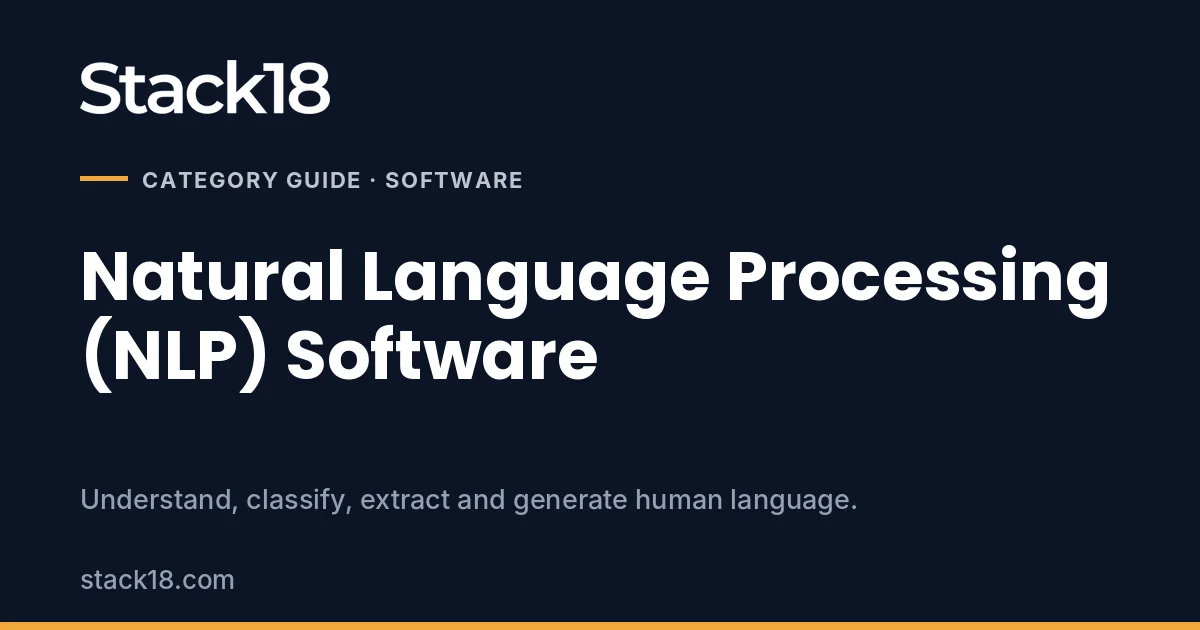 Stack18
CATEGORY GUIDE · SOFTWARE
Natural Language Processing
(NLP) Software
Understand, classify, extract and generate human language.
stack18.com